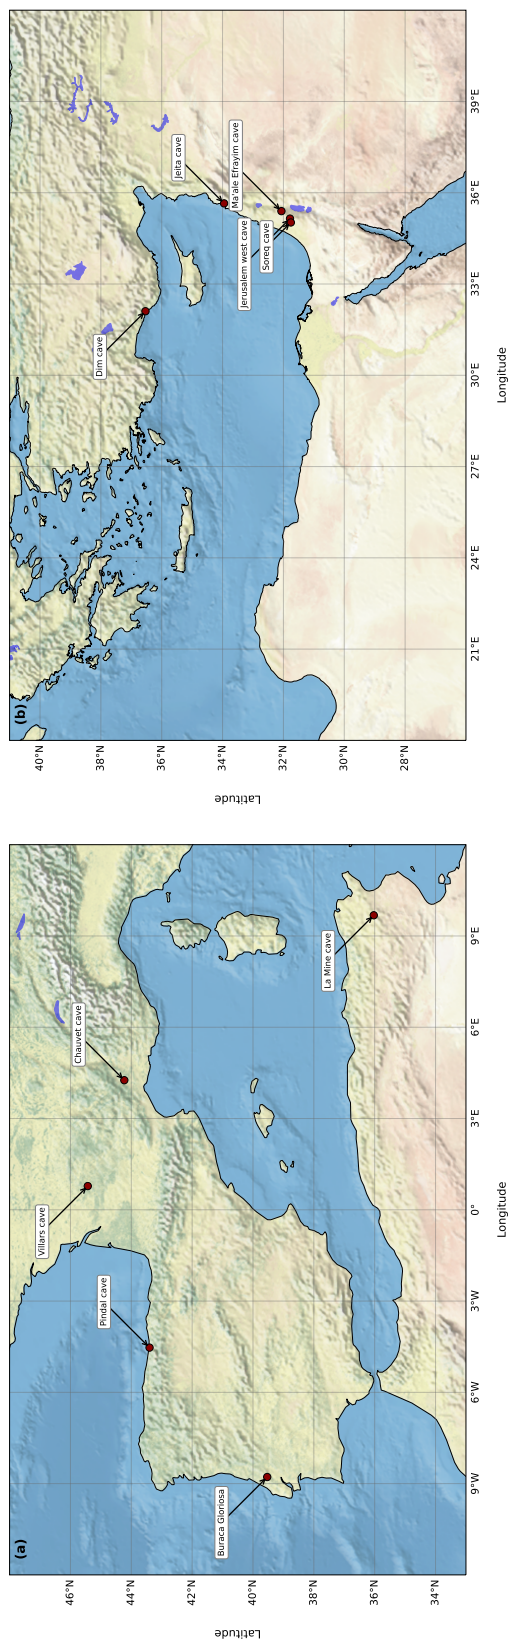 (a)
46°N
44°N
42°N
40°N
38°N
36°N
34°N
Latitude
Villars cave
Chauvet cave
Pindal cave
Buraca Gloriosa
La Mine cave
9°W
6°W
3°W
0°
3°E
6°E
9°E
Longitude
(b)
40°N
38°N
36°N
34°N
32°N
30°N
28°N
Latitude
Dim cave
Jeita cave
Ma'ale Efrayim cave
Jerusalem west cave
Soreq cave
21°E
24°E
27°E
30°E
33°E
36°E
39°E
Longitude